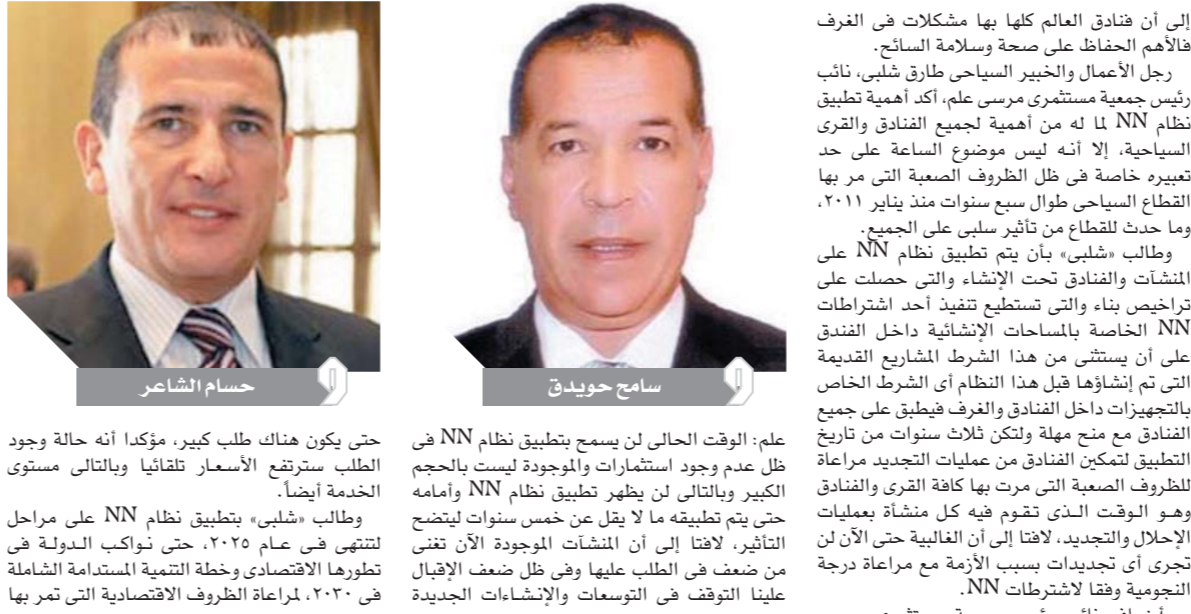 إلى أن فنادق العالم كلها بها مشكلات فى الغرف
فالأهم الحفاظ على صحة وسلامة السائح.
رجل الأعمال والخبير السياحى طارق شلبى، نائب
رئيس جمعية مستثمرى مرسى علم، أكد أهمية تطبيق
نظام NN لما له من أهمية لجميع الفنادق والقرى
السياحية، إلا أنه ليس موضوع الساعة على حد
تعبيره خاصة فى ظل الظروف الصعبة التى مر بها
القطاع السياحى طوال سبع سنوات منذ يناير ٢٠١١،
وما حدث للقطاع من تأثير سلبى على الجميع.
وطالب «شلبى» بأن يتم تطبيق نظام NN على
المنشآت والفنادق تحت الإنشاء والتى حصلت على
تراخيص بناء والتى تستطيع تنفيذ أحد اشتراطات
NN الخاصة بالمساحات الإنشائية داخل الفندق
على أن يستثنى من هذا الشرط المشاريع القديمة
التى تم إنشاؤها قبل هذا النظام أى الشرط الخاص
بالتجهيزات داخل الفنادق والغرف فيطبق على جميع
الفنادق مع منح مهلة ولتكن ثلاث سنوات من تاريخ
التطبيق لتمكين الفنادق من عمليات التجديد مراعاة
للظروف الصعبة التى مرت بها كافة القرى والفنادق
وهو الوقت الذى تقوم فيه كل منشأة بعمليات
الإحلال والتجديد، لافتا إلى أن الغالبية حتى الآن لن
تجرى أى تجديدات بسبب الأزمة مع مراعاة درجة
النجومية وفقا لاشترطات NN.
سامح حويدق
علم: الوقت الحالى لن يسمح بتطبيق نظام NN فى
ظل عدم وجود استثمارات والموجودة ليست بالحجم
الكبير وبالتالى لن يظهر تطبيق نظام NN وأمامه
حتى يتم تطبيقه ما لا يقل عن خمس سنوات ليتضح
التأثير، لافتا إلى أن المنشآت الموجودة الآن تغنى
من ضعف فى الطلب عليها وفى ظل ضعف الإقبال
علينا التوقف فى التوسعات والإنشاءات الجديدة
حسام الشاعر
حتى يكون هناك طلب كبير، مؤكدا أنه حالة وجود
الطلب سترتفع الأسعار تلقائيا وبالتالى مستوى
الخدمة أيضاً.
وطالب «شلبى» بتطبيق نظام NN على مراحل
لتنتهى فى عام ٢٠٢٥، حتى نواكب الدولة فى
تطورها الاقتصادى وخطة التنمية المستدامة الشاملة
فى ٢٠٣٠، لمراعاة الظروف الاقتصادية التى تمر بها